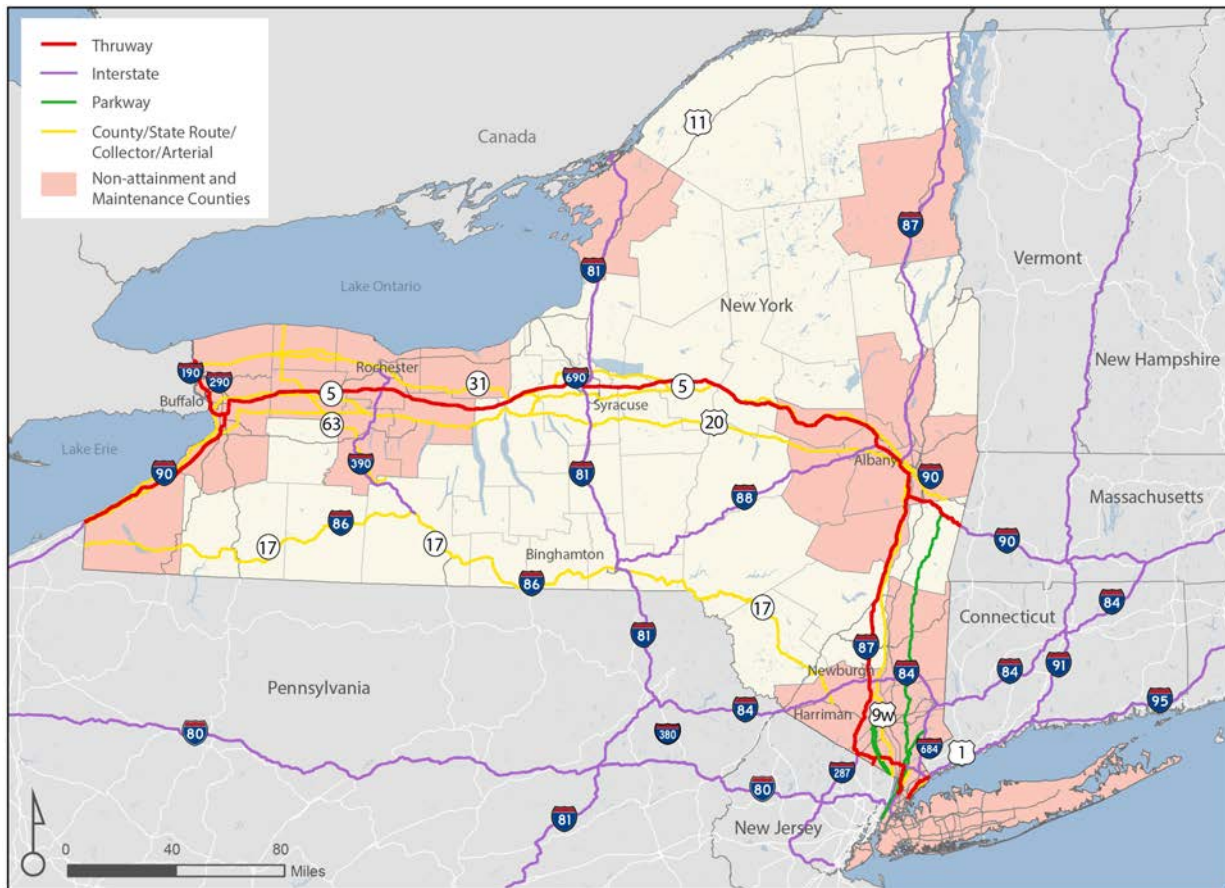 Thruway
Interstate
Parkway
County/State Route/
Collector/Arterial
Non-attainment and
Maintenance Counties
Canada
11
87
Vermont
81
Lake Ontario
New York
New Hampshire
190
290
Rochester
690
31
5
5
Buffalo
Syracuse
63
20
Lake Erie
90
390
81
88
Albany
90
Massachusetts
86
17
17
90
Binghamton
86
17
Connecticut
84
81
87
Newburgh
84
84
91
Pennsylvania
84
Harriman
9w
95
80
380
684
1
287
80
81
New Jersey
0
40
80
Miles